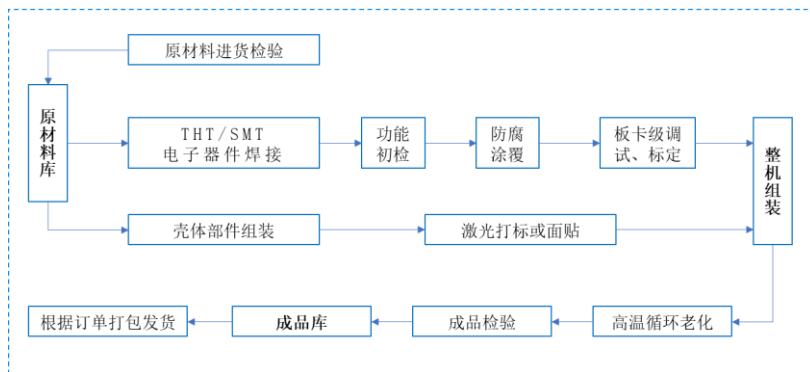 原材料进货检验
原材料库
THT/SMT
电子器件焊接
功能
初检
防腐
涂覆
板卡级调
试、标定
整机组装
壳体部件组装
激光打标或面贴
根据订单打包发货
成品库
成品检验
高温循环老化